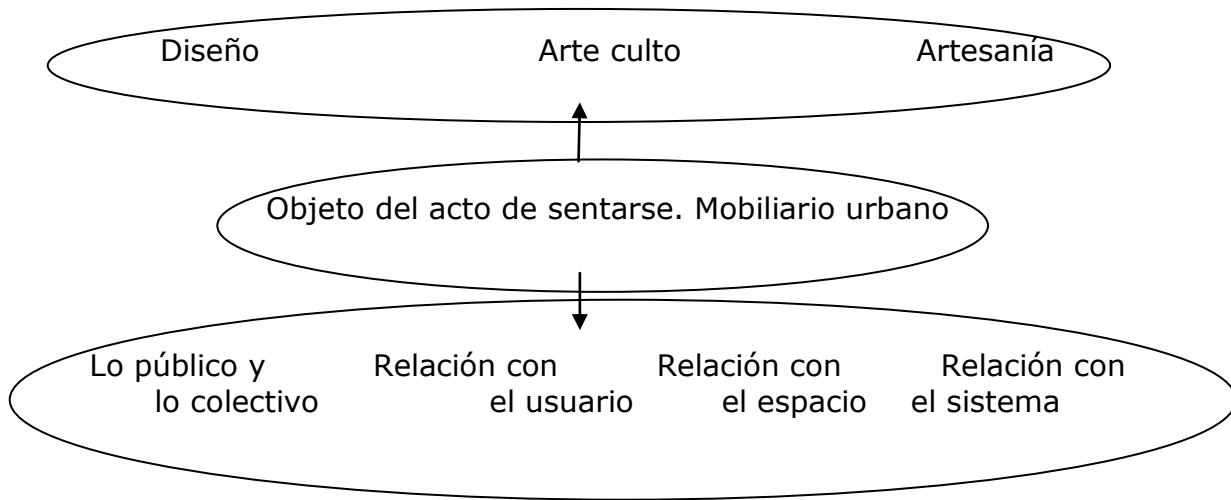 Diseño Arte culto Artesanía
Objeto del acto de sentarse. Mobiliario urbano
Lo público y Relación con Relación con Relación con
lo colectivo el usuario el espacio el sistema